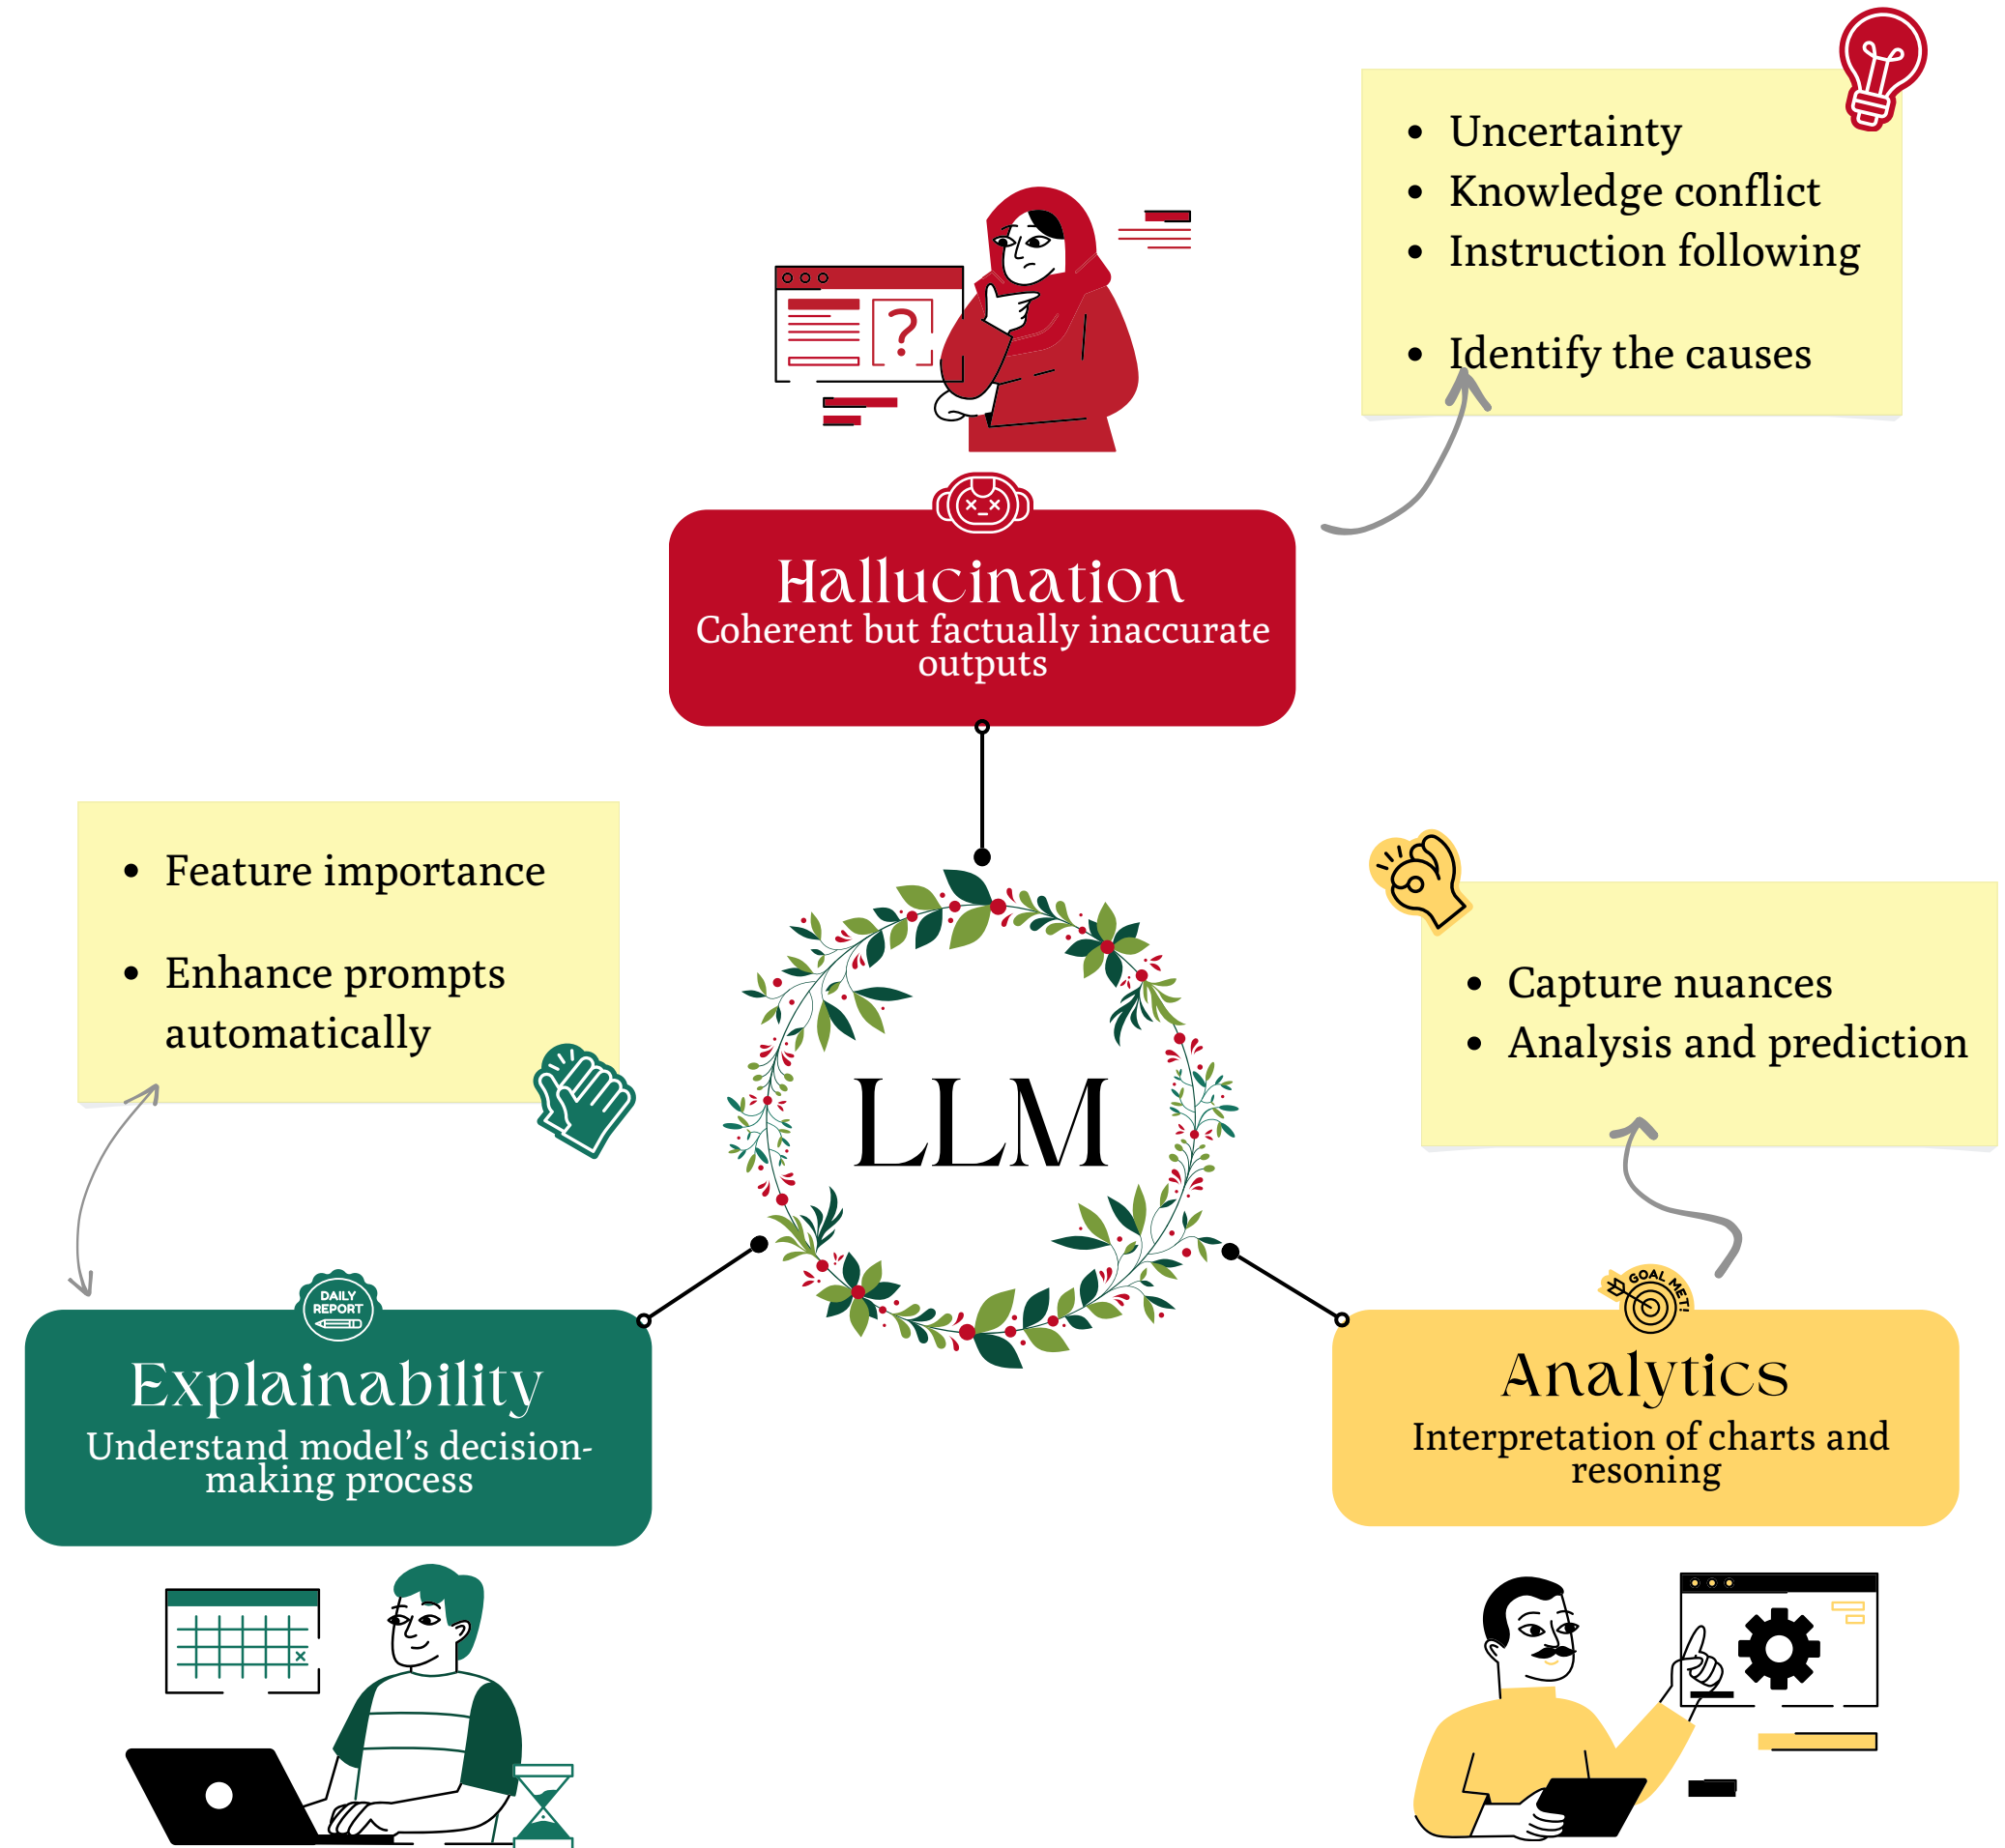 Uncertainty
Knowledge conflict
Instruction following
Identify the causes
?
Hallucination
Coherent but factually inaccurate
outputs
Feature importance
Enhance prompts
automatically
Capture nuances
Analysis and prediction
LLM
DAILY
REPORT
Explainability
Understand model's decision-
making process
GOAL MET!
Analytics
Interpretation of charts and
resoning